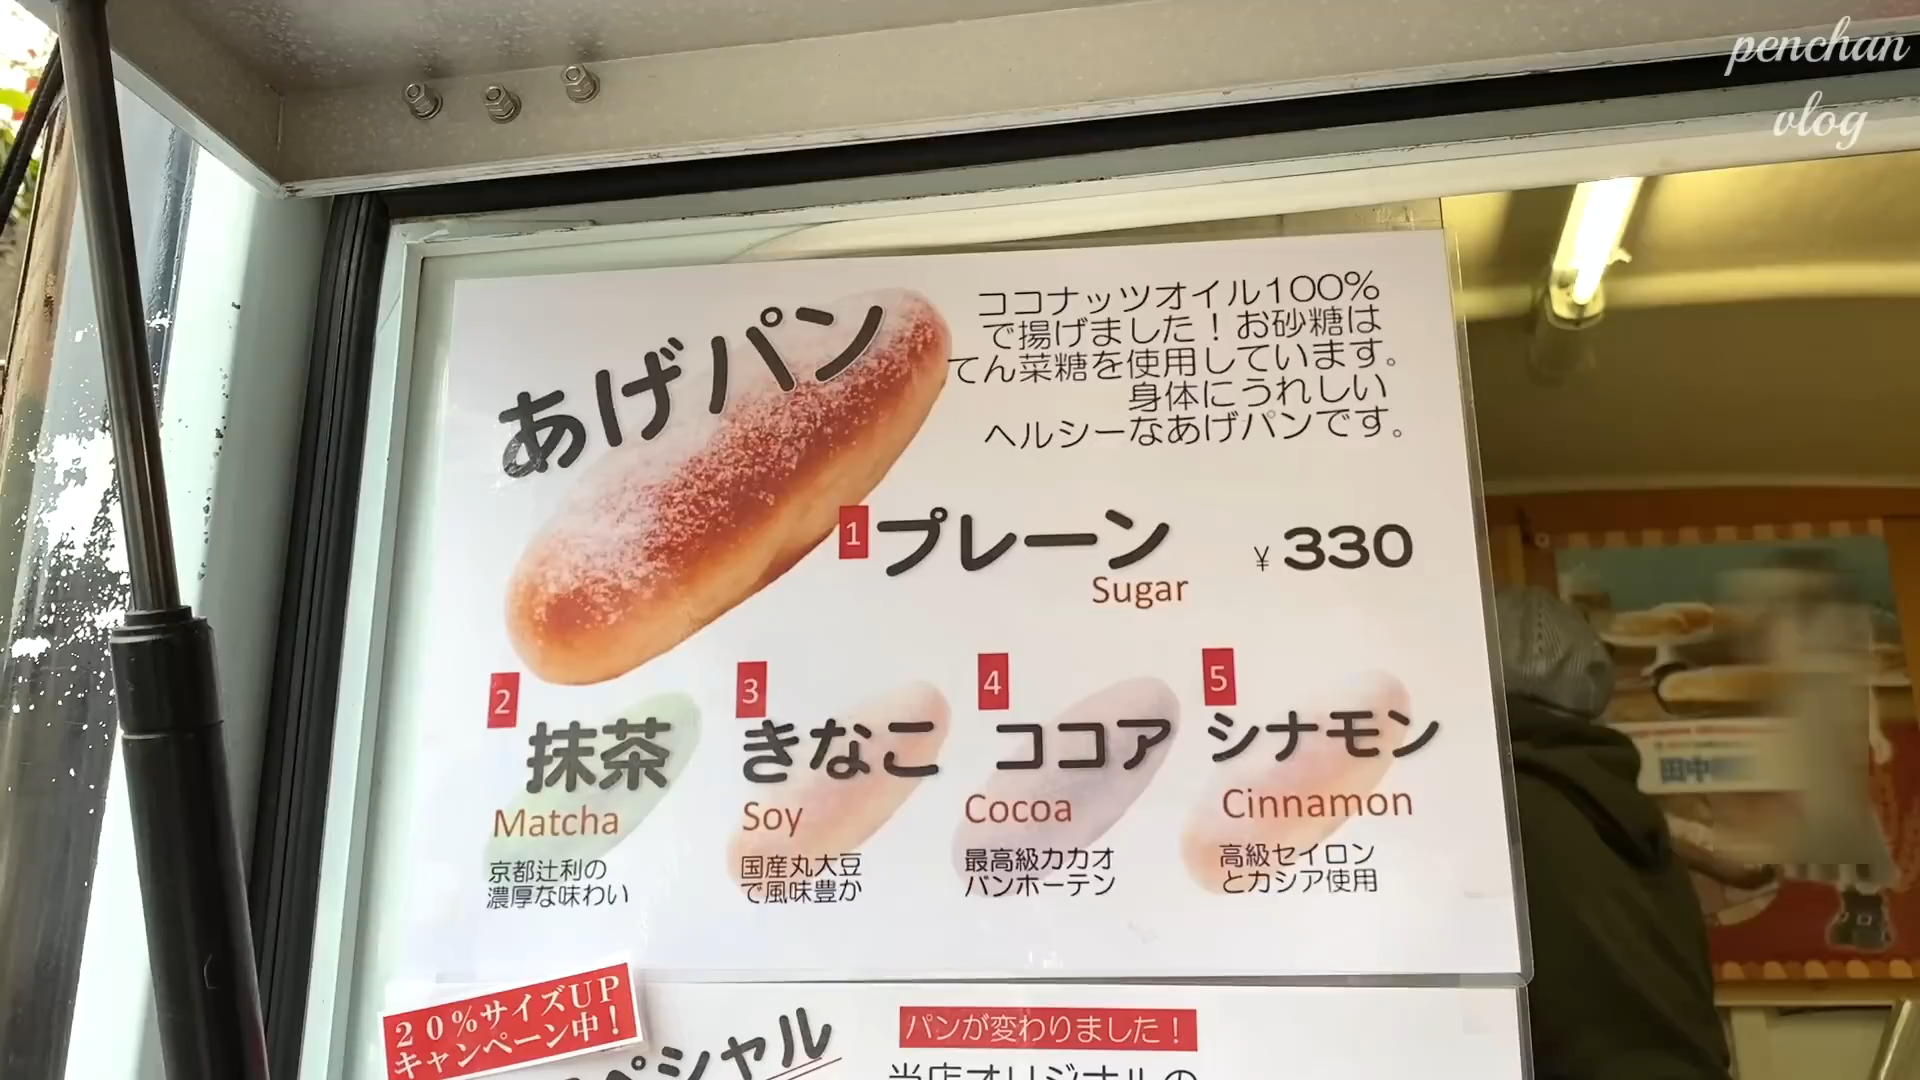 penchan
vlog
あげパン
ココナッツオイル100%
で揚げました！お砂糖は
てん菜糖を使用しています。
身体にうれしい
ヘルシーなあげパンです。
1 プレーン ¥330
Sugar
2 抹茶
Matcha
京都辻利の
濃厚な味わい
3 きなこ
Soy
国産丸大豆
で風味豊か
4 ココア
Cocoa
最高級カカオ
バンホーテン
5 シナモン
Cinnamon
高級セイロン
とカシア使用
20%サイズUP
キャンペーン中！
ペシャル
パンが変わりました！
当店オリジナルの
田中